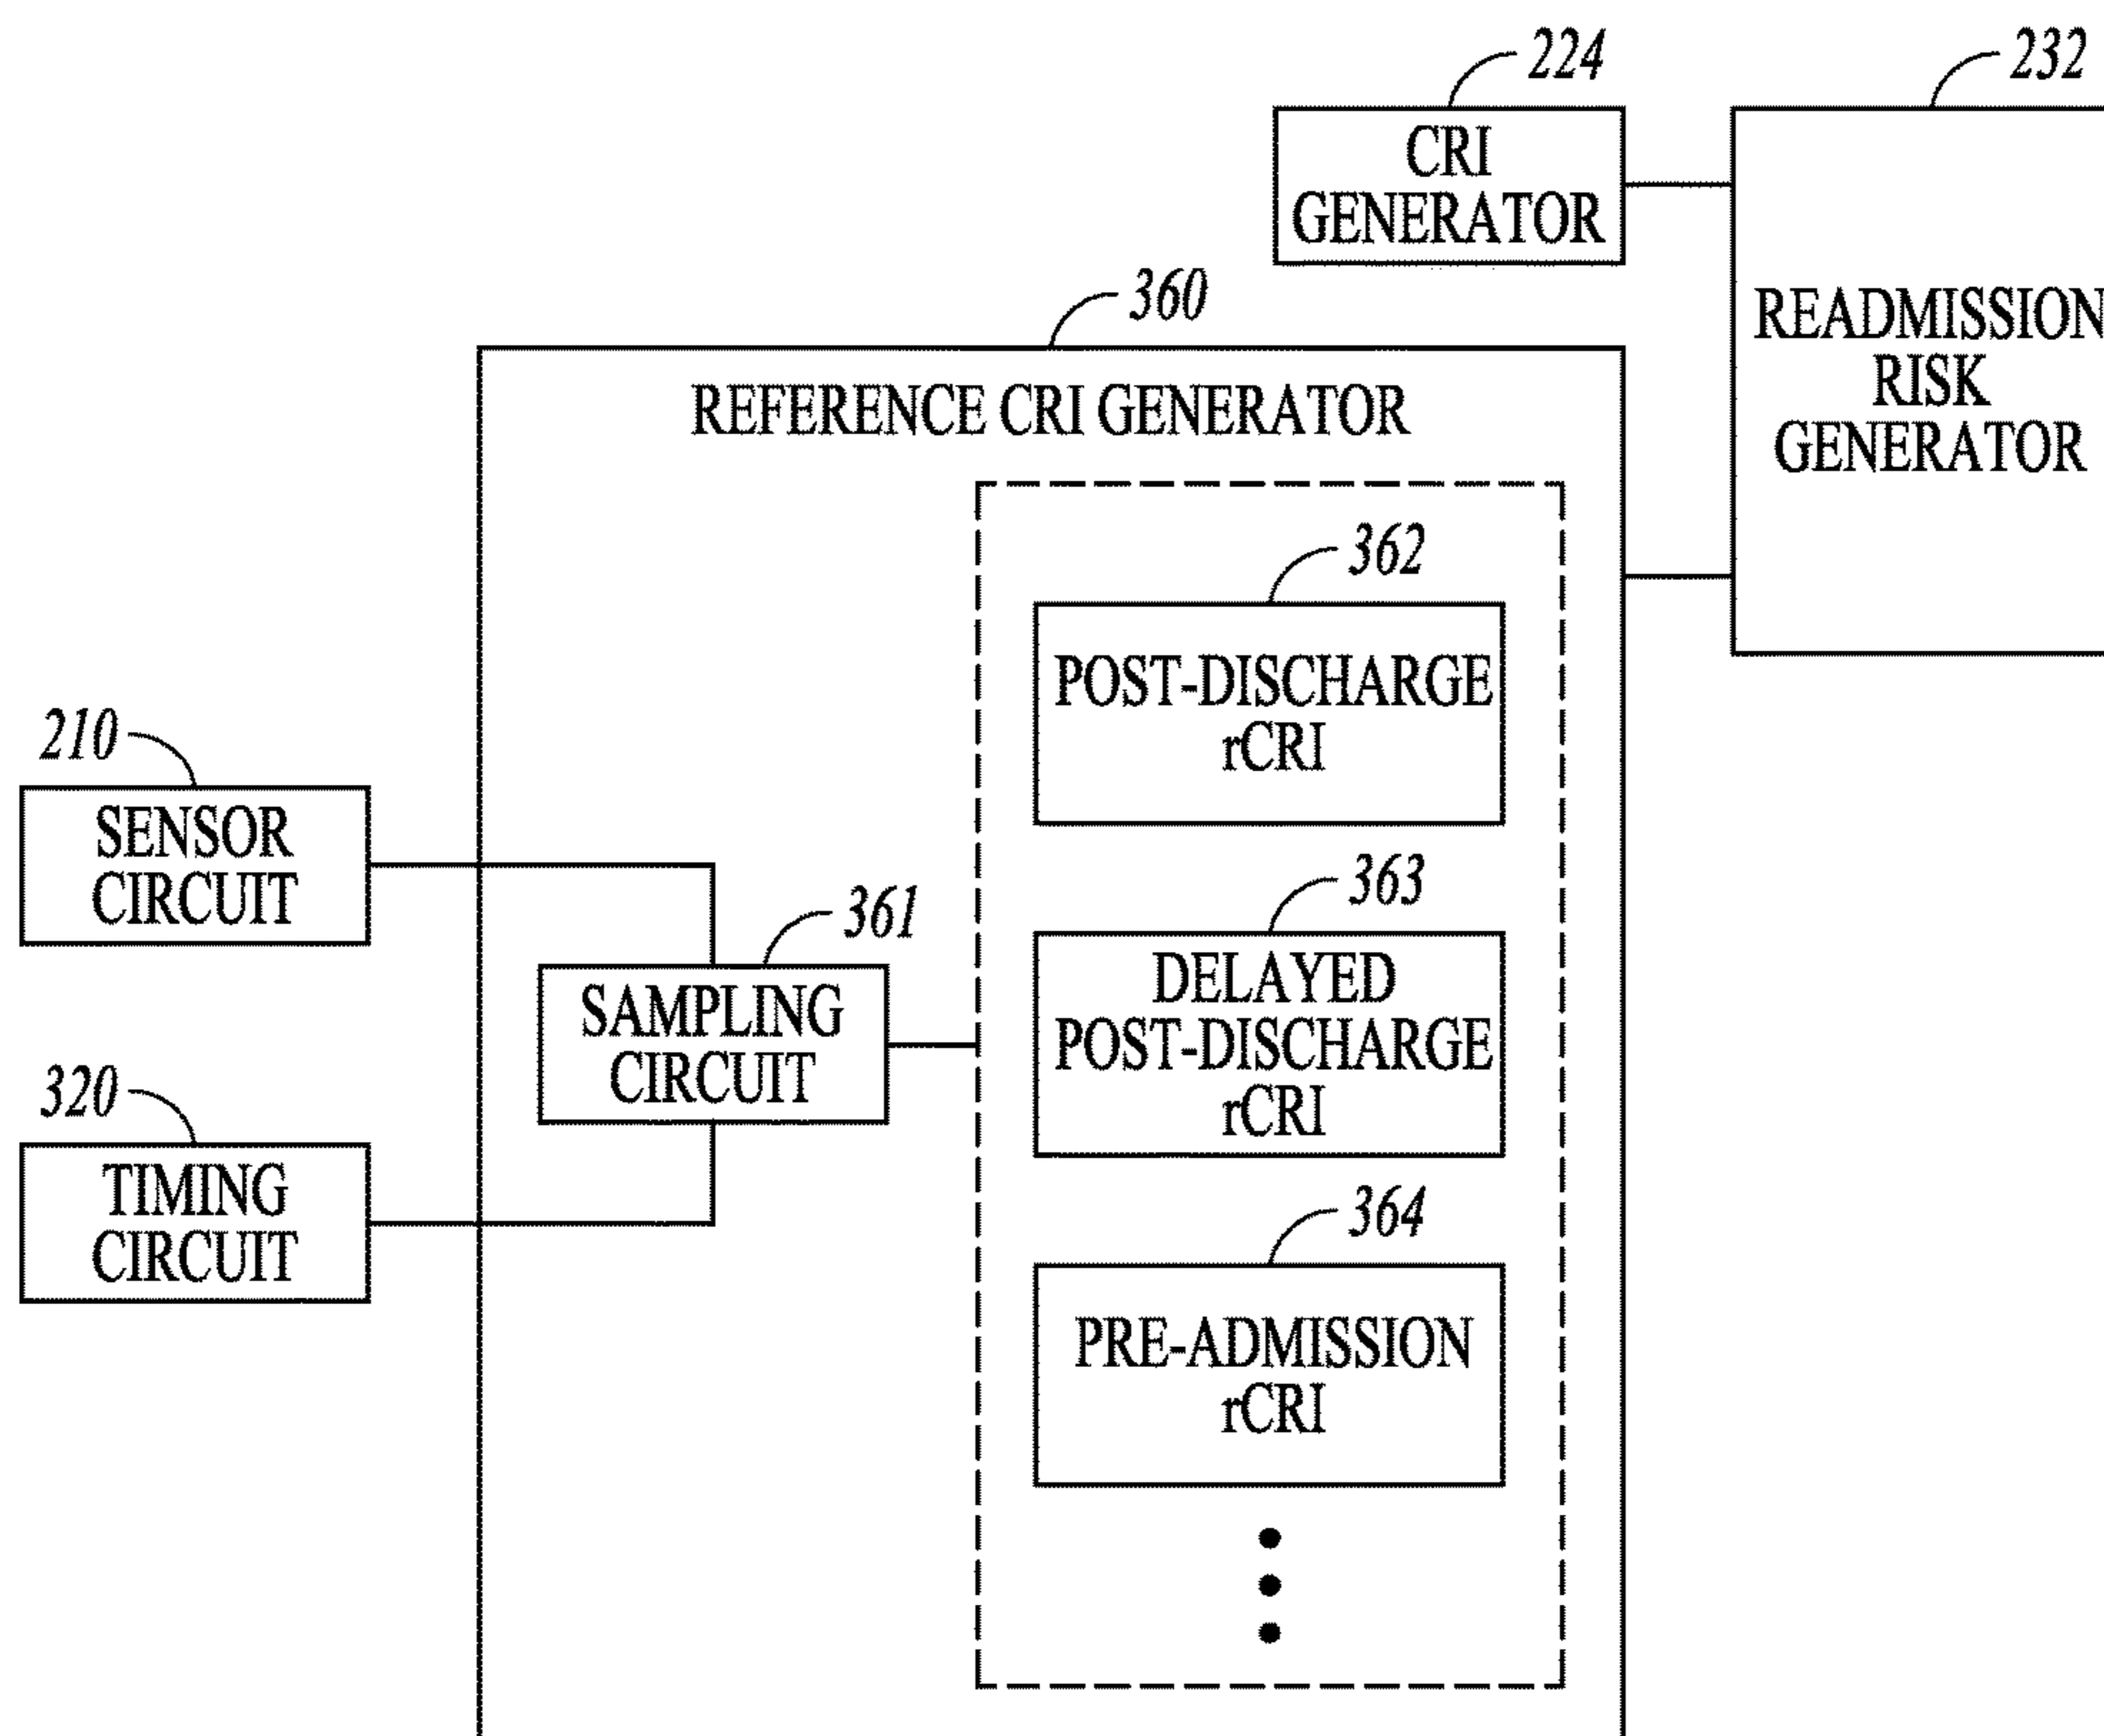 224
232
CRI
GENERATOR
READMISSION
RISK
GENERATOR
360
REFERENCE CRI GENERATOR
362
POST-DISCHARGE
rCRI
210
SENSOR
CIRCUIT
361
SAMPLING
CIRCUIT
363
DELAYED
POST-DISCHARGE
rCRI
320
TIMING
CIRCUIT
364
PRE-ADMISSION
rCRI